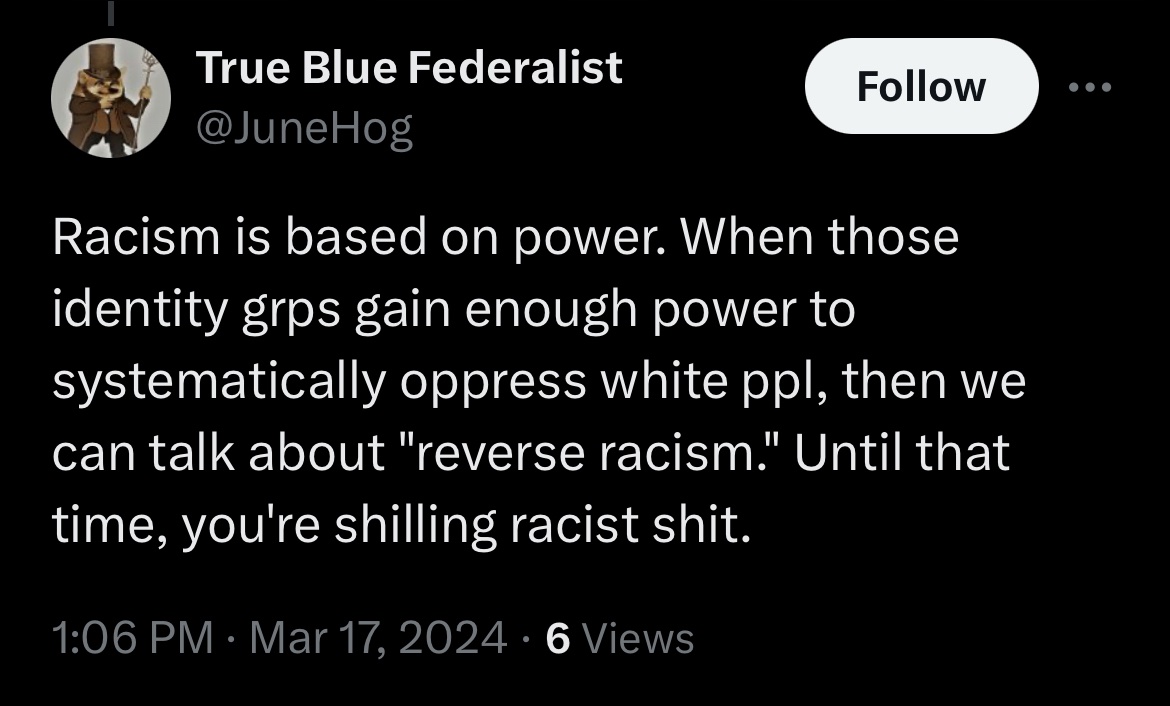 True Blue Federalist
@JuneHog
Follow
Racism is based on power. When those
identity grps gain enough power to
systematically oppress white ppl, then we
can talk about "reverse racism." Until that
time, you're shilling racist shit.
1:06 PM · Mar 17, 2024 · 6 Views